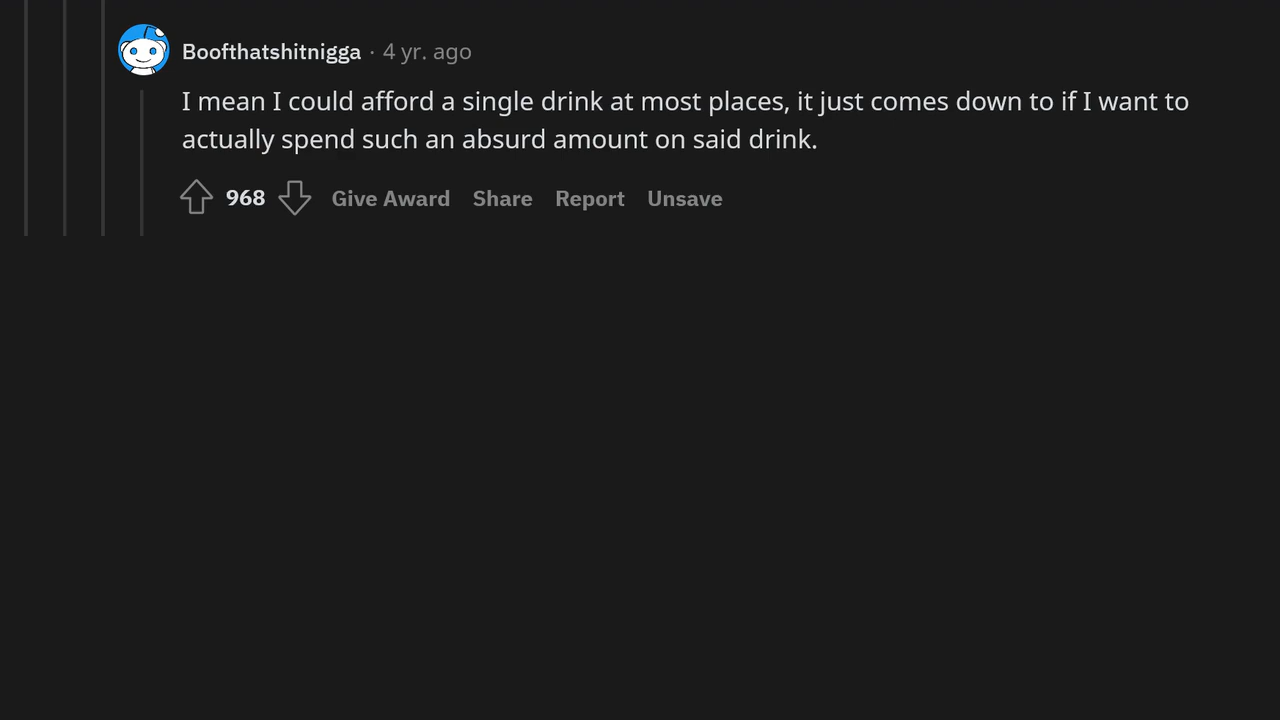 Boofthatshitnigga · 4 yr. ago
I mean I could afford a single drink at most places, it just comes down to if I want to
actually spend such an absurd amount on said drink.
968 Give Award Share Report Unsave